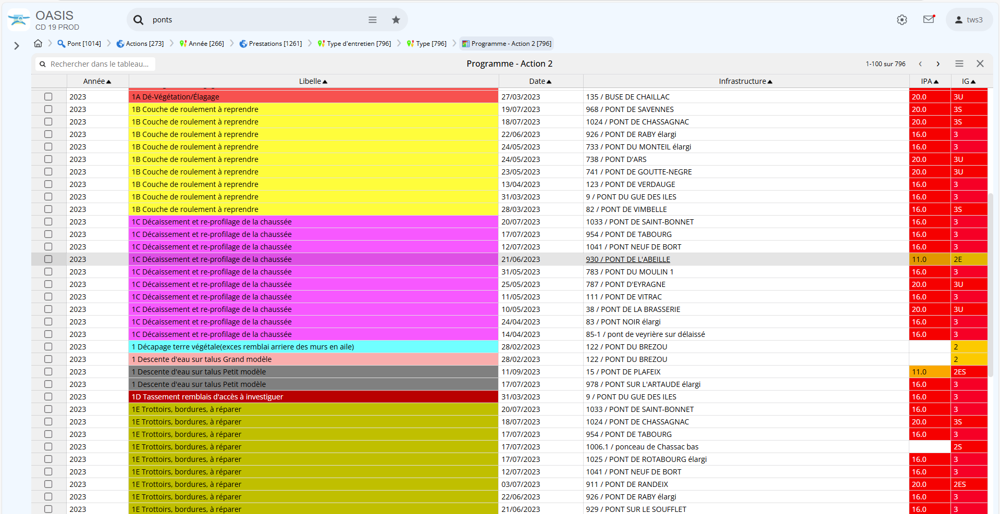 OASIS
CD 19 PROD
ponts
tws3
Pont [1014] Actions [273] Année [266] Prestations [1261] Type d'entretien [796] Type [796] Programme - Action 2 [796]
Rechercher dans le tableau... Programme - Action 2 1-100 sur 796
Année▲ Libelle▲ Date▲ Infrastructure▲ IPA▲ IG▲
2023 1A Dé-Végétation/Élagage 27/03/2023 135 / BUSE DE CHAILLAC 20.0 3U
2023 1B Couche de roulement à reprendre 19/07/2023 968 / PONT DE SAVENNES 20.0 3S
2023 1B Couche de roulement à reprendre 18/07/2023 1024 / PONT DE CHASSAGNAC 20.0 3S
2023 1B Couche de roulement à reprendre 22/06/2023 926 / PONT DE RABY élargi 16.0 3
2023 1B Couche de roulement à reprendre 24/05/2023 733 / PONT DU MONTEIL élargi 16.0 3
2023 1B Couche de roulement à reprendre 24/05/2023 738 / PONT D'ARS 20.0 3U
2023 1B Couche de roulement à reprendre 23/05/2023 741 / PONT DE GOUTTE-NEGRE 20.0 3U
2023 1B Couche de roulement à reprendre 13/04/2023 123 / PONT DE VERDAUGE 16.0 3
2023 1B Couche de roulement à reprendre 31/03/2023 9 / PONT DU GUE DES ILES 16.0 3
2023 1B Couche de roulement à reprendre 28/03/2023 82 / PONT DE VIMBELLE 16.0 3S
2023 1C Décaissement et re-profilage de la chaussée 20/07/2023 1033 / PONT DE SAINT-BONNET 16.0 3
2023 1C Décaissement et re-profilage de la chaussée 17/07/2023 954 / PONT DE TABOURG 16.0 3
2023 1C Décaissement et re-profilage de la chaussée 12/07/2023 1041 / PONT NEUF DE BORT 16.0 3
2023 1C Décaissement et re-profilage de la chaussée 21/06/2023 930 / PONT DE L'ABEILLE 11.0 2E
2023 1C Décaissement et re-profilage de la chaussée 31/05/2023 783 / PONT DU MOULIN 1 16.0 3
2023 1C Décaissement et re-profilage de la chaussée 25/05/2023 787 / PONT D'EYRAGNE 20.0 3U
2023 1C Décaissement et re-profilage de la chaussée 11/05/2023 111 / PONT DE VITRAC 16.0 3
2023 1C Décaissement et re-profilage de la chaussée 10/05/2023 38 / PONT DE LA BRASSERIE 20.0 3U
2023 1C Décaissement et re-profilage de la chaussée 24/04/2023 83 / PONT NOIR élargi 16.0 3
2023 1C Décaissement et re-profilage de la chaussée 14/04/2023 85-1 / pont de veyrière sur délaissé 16.0 3
2023 1 Décapage terre végétale(exces remblai arriere des murs en aile) 28/02/2023 122 / PONT DU BREZOU 2
2023 1 Descente d'eau sur talus Grand modèle 28/02/2023 122 / PONT DU BREZOU 2
2023 1 Descente d'eau sur talus Petit modèle 11/09/2023 15 / PONT DE PLAFEIX 11.0 2ES
2023 1 Descente d'eau sur talus Petit modèle 17/07/2023 978 / PONT SUR L'ARTAUDE élargi 16.0 3
2023 1D Tassement remblais d'accès à investiguer 31/03/2023 9 / PONT DU GUE DES ILES 16.0 3
2023 1E Trottoirs, bordures, à réparer 20/07/2023 1033 / PONT DE SAINT-BONNET 16.0 3
2023 1E Trottoirs, bordures, à réparer 18/07/2023 1024 / PONT DE CHASSAGNAC 20.0 3S
2023 1E Trottoirs, bordures, à réparer 17/07/2023 954 / PONT DE TABOURG 16.0 3
2023 1E Trottoirs, bordures, à réparer 17/07/2023 1006.1 / ponceau de Chassac bas 2S
2023 1E Trottoirs, bordures, à réparer 17/07/2023 1025 / PONT DE ROTABOURG élargi 16.0 3
2023 1E Trottoirs, bordures, à réparer 12/07/2023 1041 / PONT NEUF DE BORT 16.0 3
2023 1E Trottoirs, bordures, à réparer 03/07/2023 911 / PONT DE RANDEIX 20.0 2ES
2023 1E Trottoirs, bordures, à réparer 22/06/2023 926 / PONT DE RABY élargi 16.0 3
2023 1E Trottoirs, bordures, à réparer 21/06/2023 929 / PONT SUR LE SOUFFLET 16.0 3